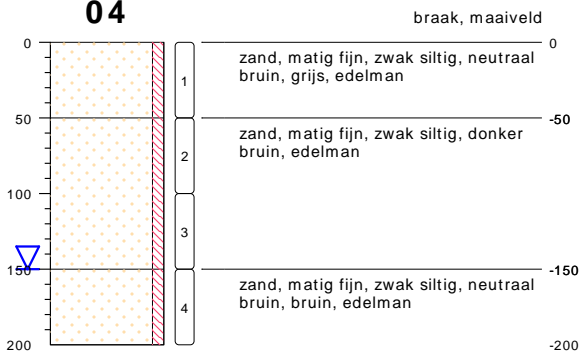 04
braak, maaiveld
0
0
1
zand, matig fijn, zwak siltig, neutraal
bruin, grijs, edelman
50
-50
2
zand, matig fijn, zwak siltig, donker
bruin, edelman
100
3
150
-150
4
zand, matig fijn, zwak siltig, neutraal
bruin, bruin, edelman
200
-200